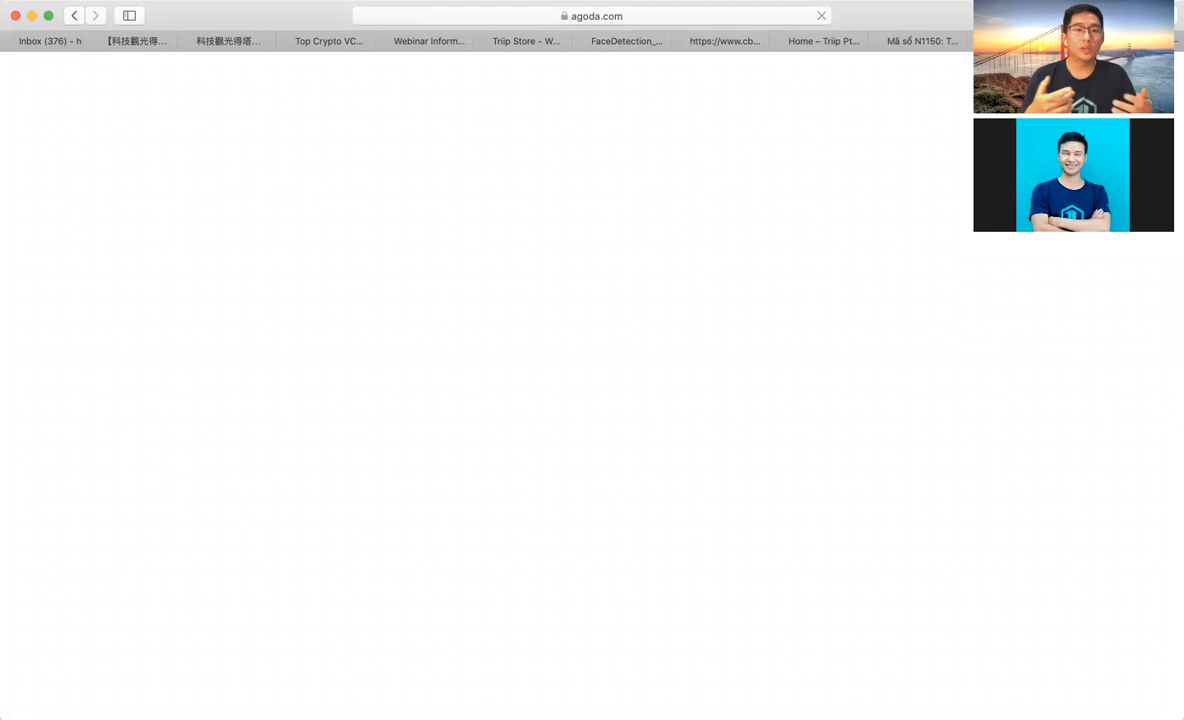 agoda.com
Inbox (376) - h
【科技觀光得...
科技觀光得塔...
Top Crypto VC...
Webinar Inform...
Triip Store - W...
FaceDetection_...
https://www.cb...
Home – Triip Pt...
Mã số N1150: T...